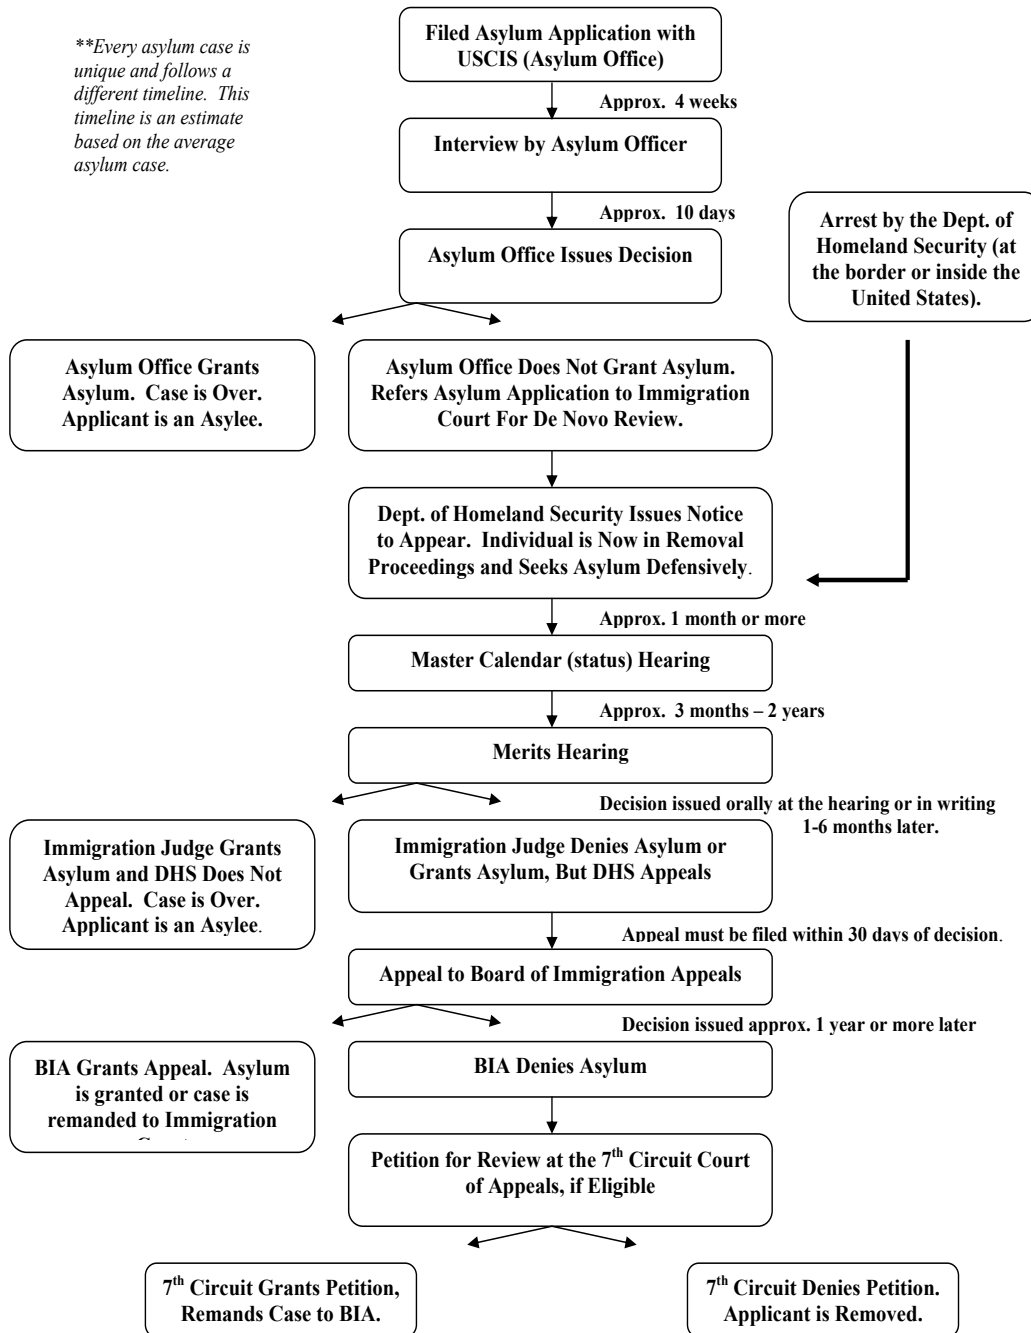 **Every asylum case is
unique and follows a
different timeline. This
timeline is an estimate
based on the average
asylum case.
Filed Asylum Application with
USCIS (Asylum Office)
Approx. 4 weeks
Interview by Asylum Officer
Approx. 10 days
Asylum Office Issues Decision
Arrest by the Dept. of
Homeland Security (at
the border or inside the
United States).
Asylum Office Grants
Asylum. Case is Over.
Applicant is an Asylee.
Asylum Office Does Not Grant Asylum.
Refers Asylum Application to Immigration
Court For De Novo Review.
Dept. of Homeland Security Issues Notice
to Appear. Individual is Now in Removal
Proceedings and Seeks Asylum Defensively.
Approx. 1 month or more
Master Calendar (status) Hearing
Approx. 3 months – 2 years
Merits Hearing
Decision issued orally at the hearing or in writing
1-6 months later.
Immigration Judge Grants
Asylum and DHS Does Not
Appeal. Case is Over.
Applicant is an Asylee.
Immigration Judge Denies Asylum or
Grants Asylum, But DHS Appeals
Appeal must be filed within 30 days of decision.
Appeal to Board of Immigration Appeals
Decision issued approx. 1 year or more later
BIA Grants Appeal. Asylum
is granted or case is
remanded to Immigration
BIA Denies Asylum
Petition for Review at the 7th Circuit Court
of Appeals, if Eligible
7th Circuit Grants Petition,
Remands Case to BIA.
7th Circuit Denies Petition.
Applicant is Removed.